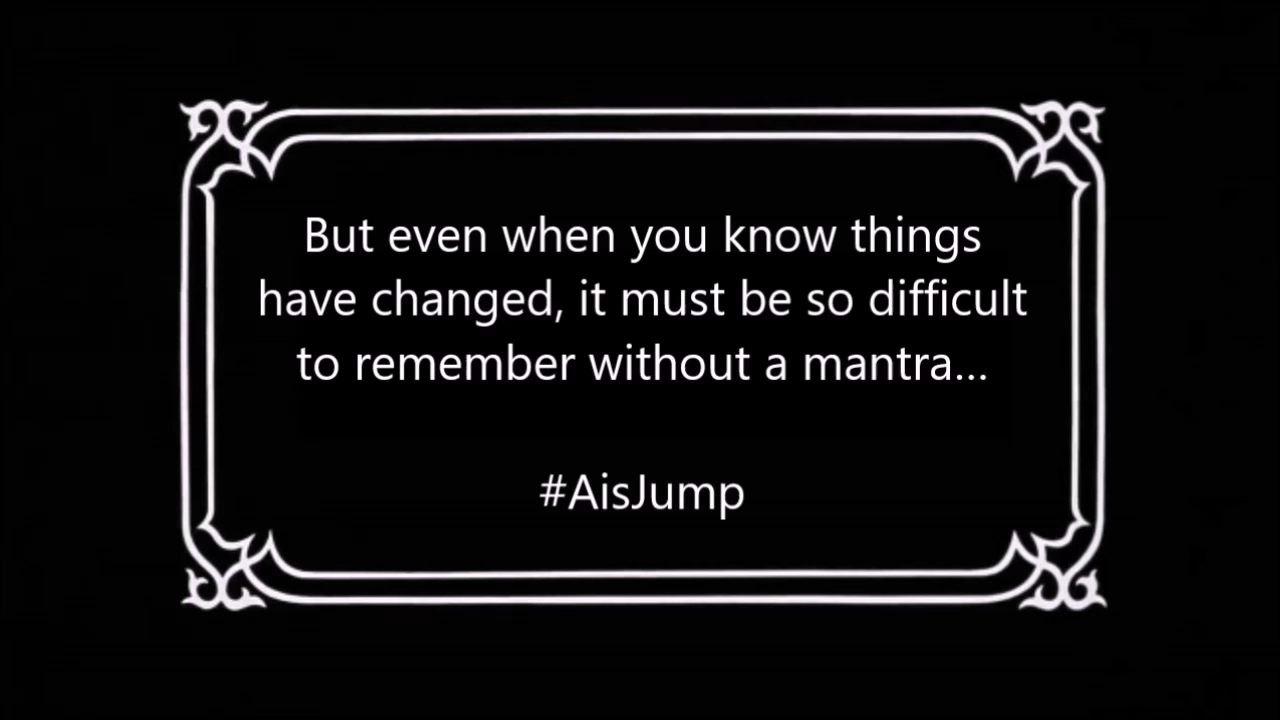 But even when you know things
have changed, it must be so difficult
to remember without a mantra...
#AisJump